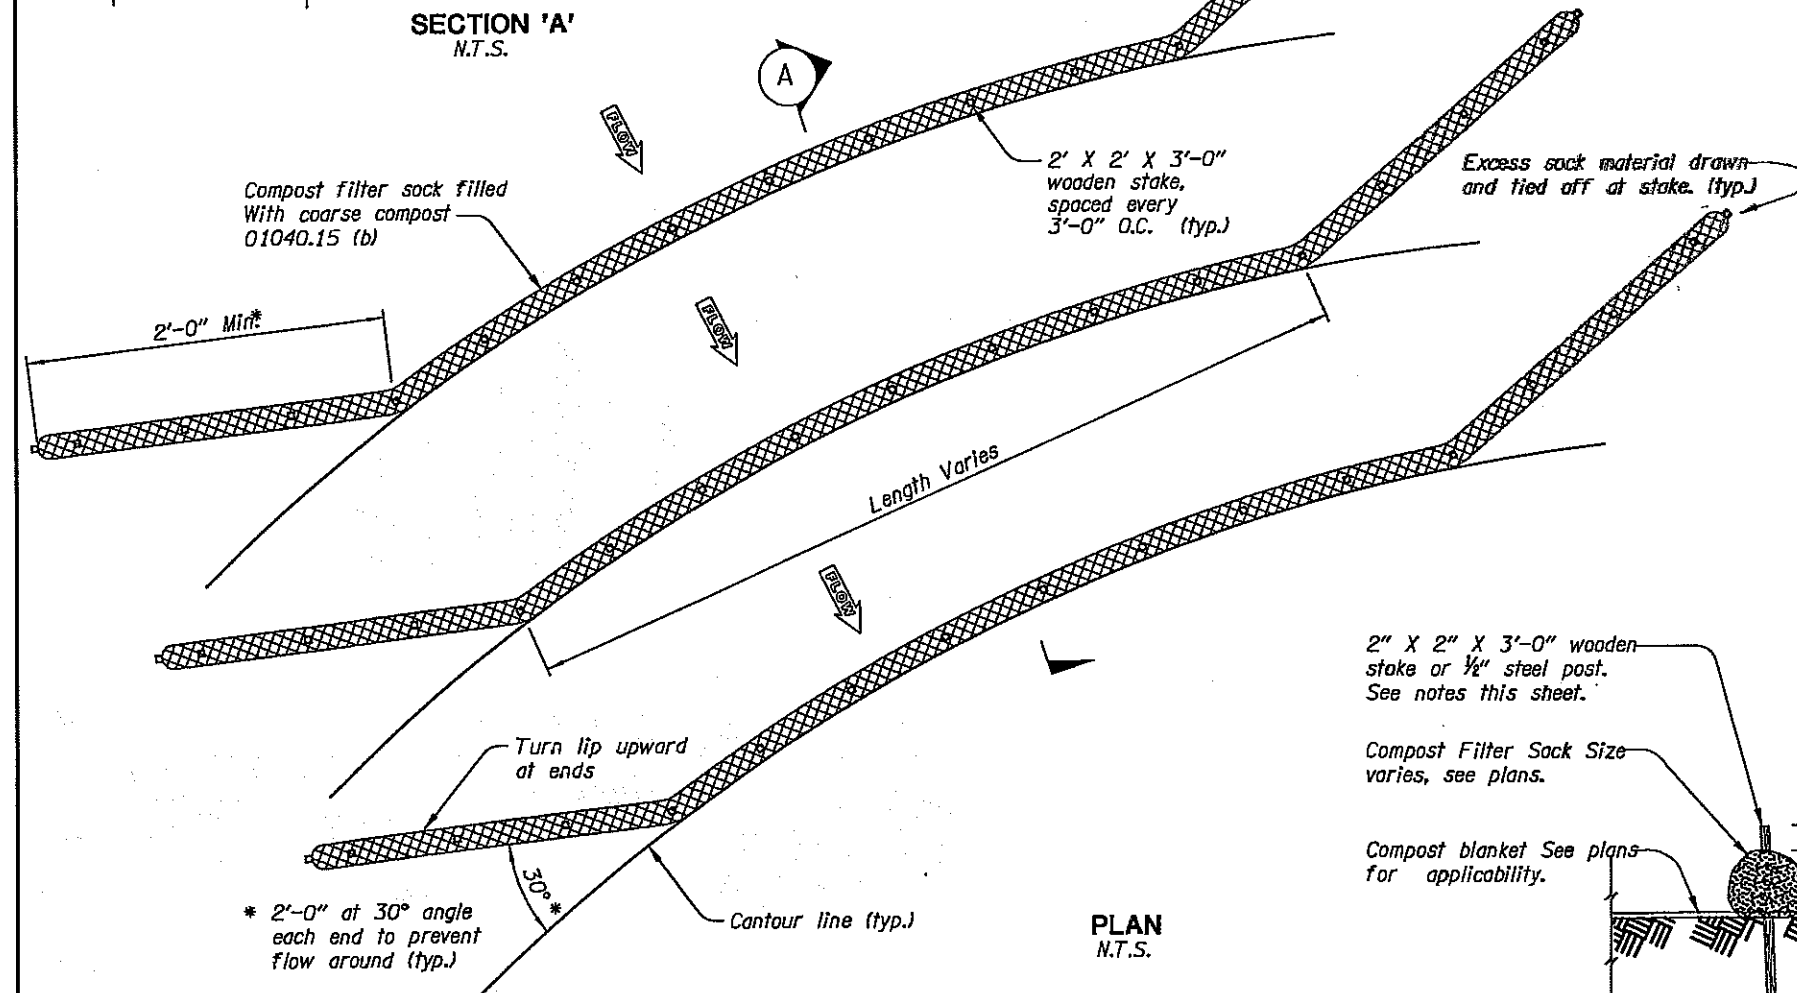 SECTION 'A'
N.T.S.
A
FLOW
Compost filter sock filled
With coarse compost
01040.15 (b)
2' X 2' X 3'-0"
wooden stake,
spaced every
3'-0" O.C. (typ.)
Excess sock material drawn
and tied off at stake. (typ.)
2'-0" Min.*
FLOW
Length Varies
FLOW
2" X 2" X 3'-0" wooden
stake or ½" steel post.
See notes this sheet.
Turn lip upward
at ends
Compost Filter Sock Size
varies, see plans.
Compost blanket See plans
for applicability.
30°*
* 2'-0" at 30° angle
each end to prevent
flow around (typ.)
Contour line (typ.)
PLAN
N.T.S.